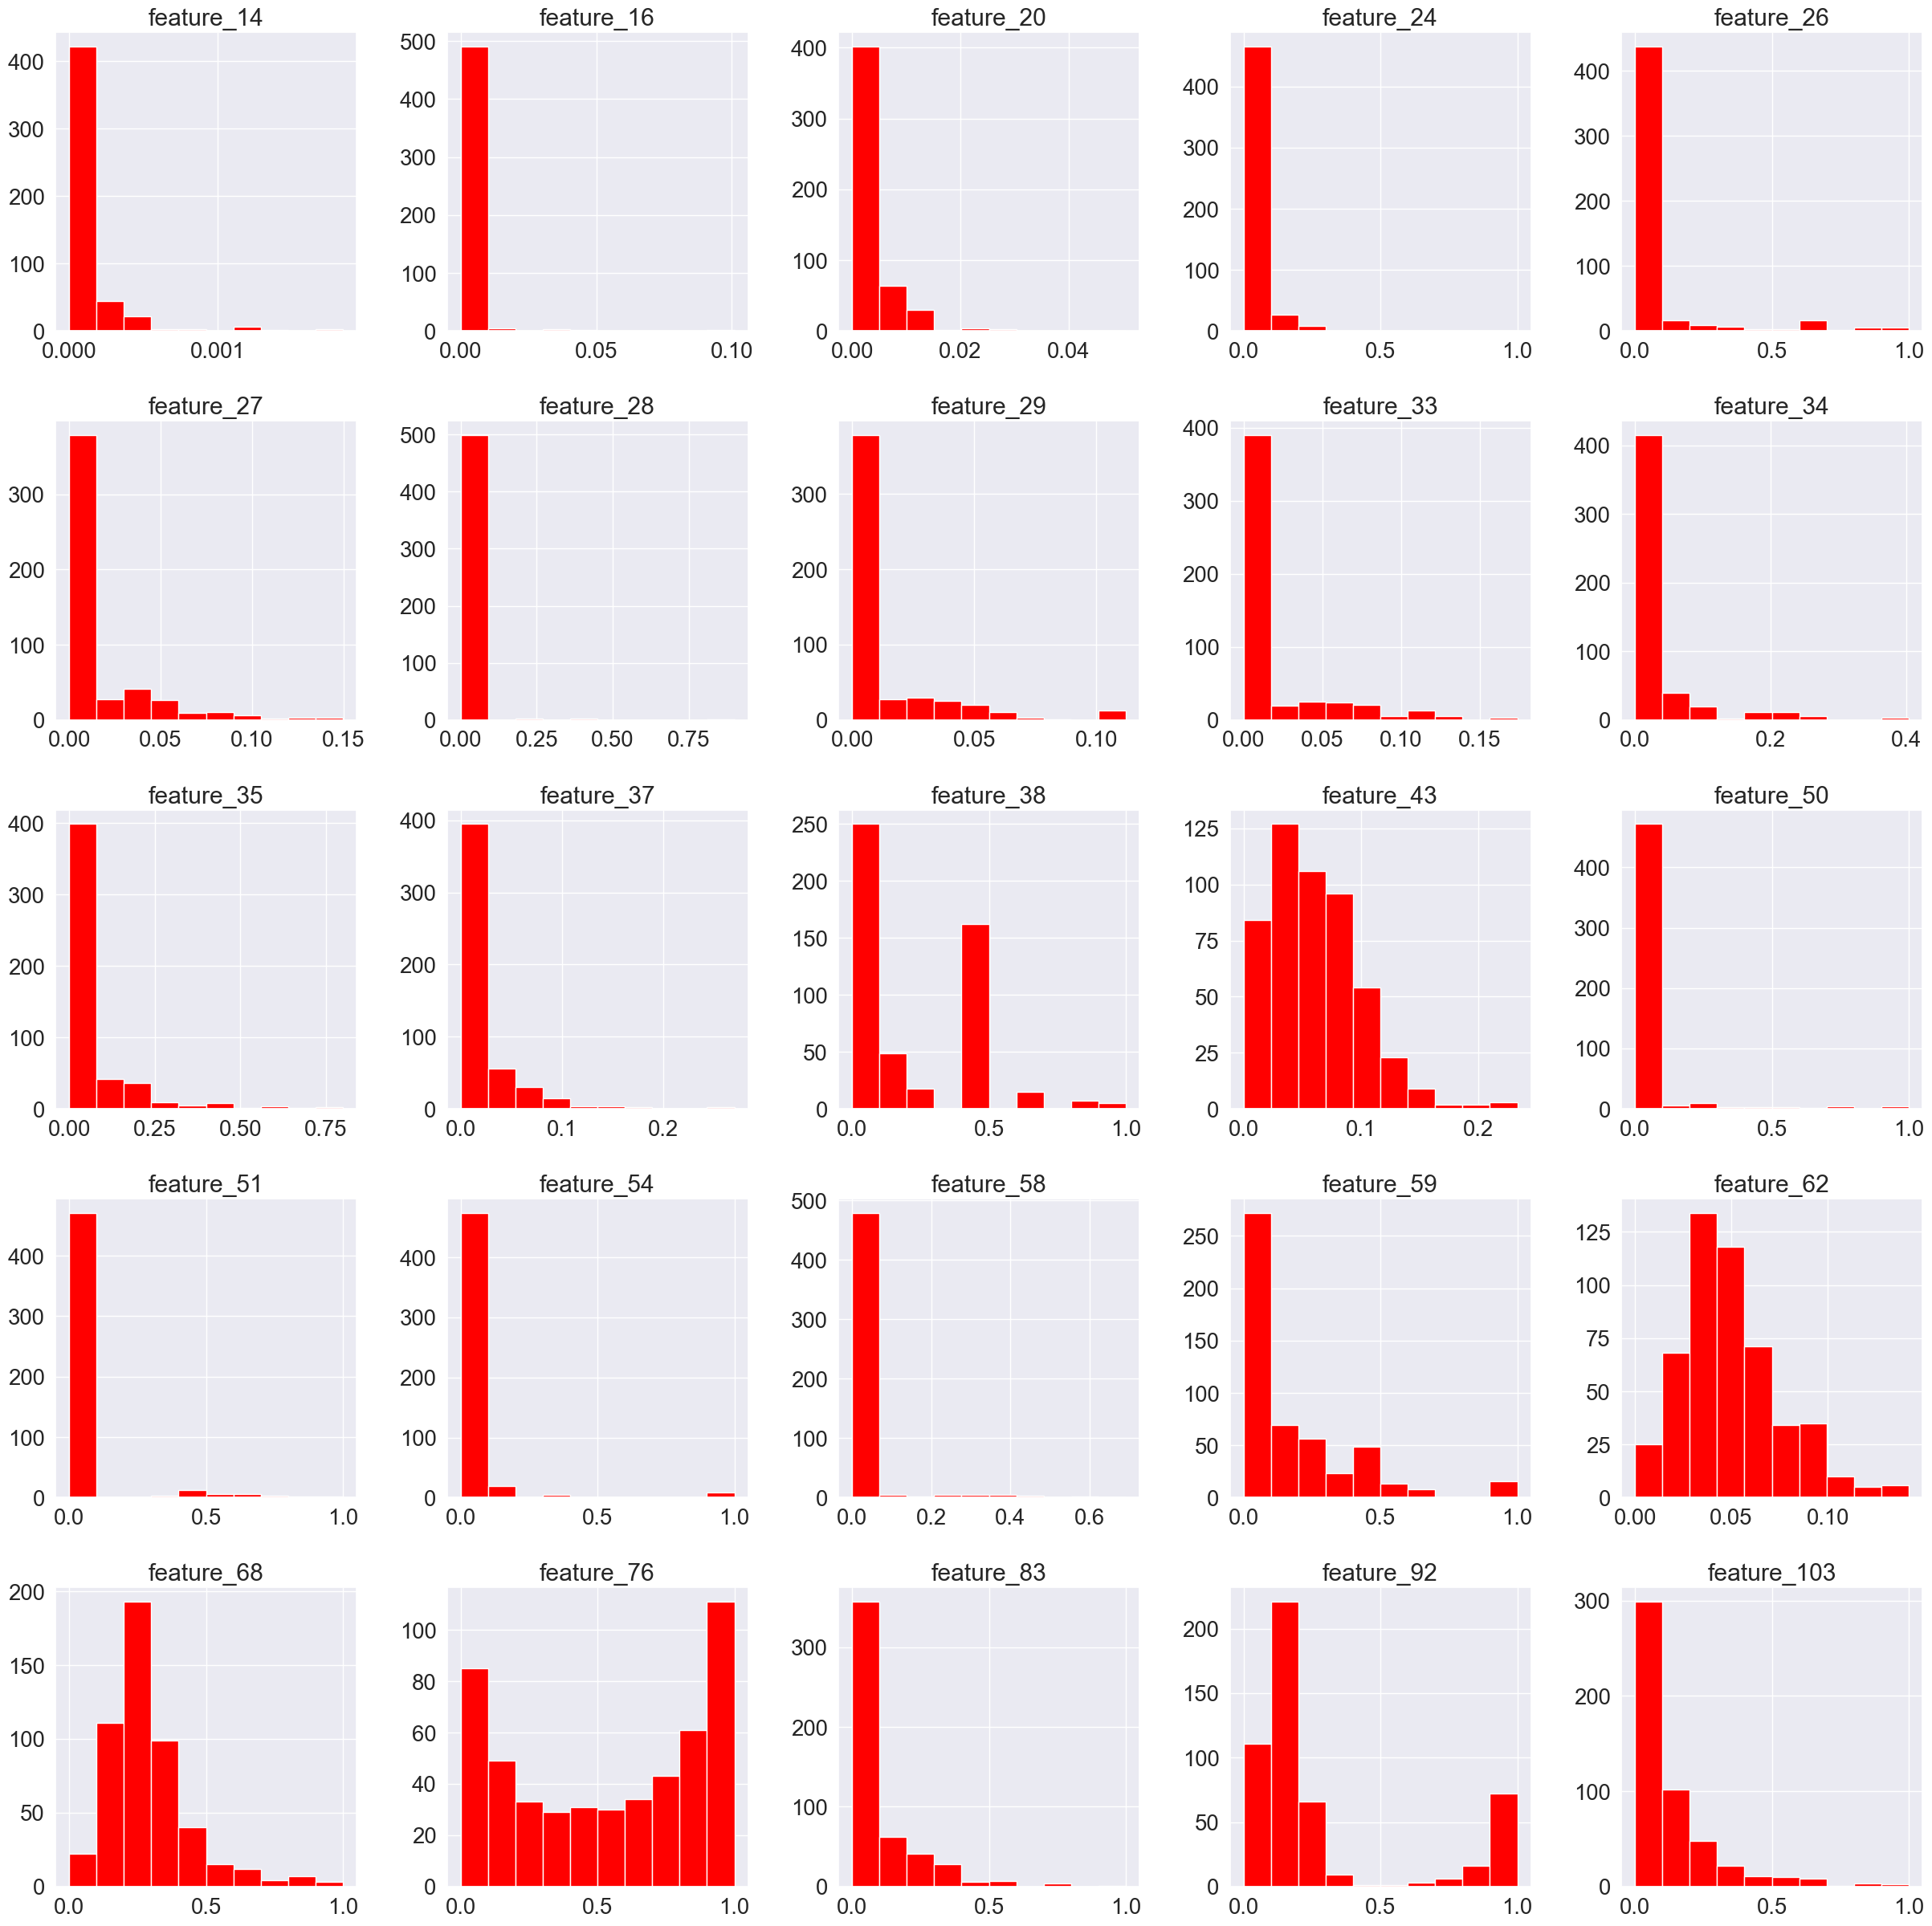 feature_14 feature_16 feature_20 feature_24 feature_26
400 500 400 400 400
300 400 300 300 300
200 300 200 200 200
100 200 100 100 100
0 100 0 0 0
0
0.000 0.001 0.00 0.05 0.10 0.00 0.02 0.04 0.0 0.5 1.0 0.0 0.5 1.0
feature_27 feature_28 feature_29 feature_33 feature_34
300 500 300 400 400
200 400 200 300 300
100 300 100 200 200
0 200 0 100 100
100 0 0
0
0.00 0.05 0.10 0.15 0.00 0.25 0.50 0.75 0.00 0.05 0.10 0.00 0.05 0.10 0.15 0.0 0.2 0.4
feature_35 feature_37 feature_38 feature_43 feature_50
400 400 250 125 400
300 300 200 100 300
200 200 150 75 200
100 100 100 50 100
0 0 50 25 0
0 0
0.00 0.25 0.50 0.75 0.0 0.1 0.2 0.0 0.5 1.0 0.0 0.1 0.2 0.0 0.5 1.0
feature_51 feature_54 feature_58 feature_59 feature_62
400 400 500 250 125
300 300 400 200 100
200 200 300 150 75
100 100 200 100 50
0 0 100 50 25
0 0 0
0.0 0.5 1.0 0.0 0.5 1.0 0.0 0.2 0.4 0.6 0.0 0.5 1.0 0.00 0.05 0.10
feature_68 feature_76 feature_83 feature_92 feature_103
200 100 300 200 300
150 80 200 150 200
100 60 100 100 100
50 40 0 50 0
0 20 0
0
0.0 0.5 1.0 0.0 0.5 1.0 0.0 0.5 1.0 0.0 0.5 1.0 0.0 0.5 1.0